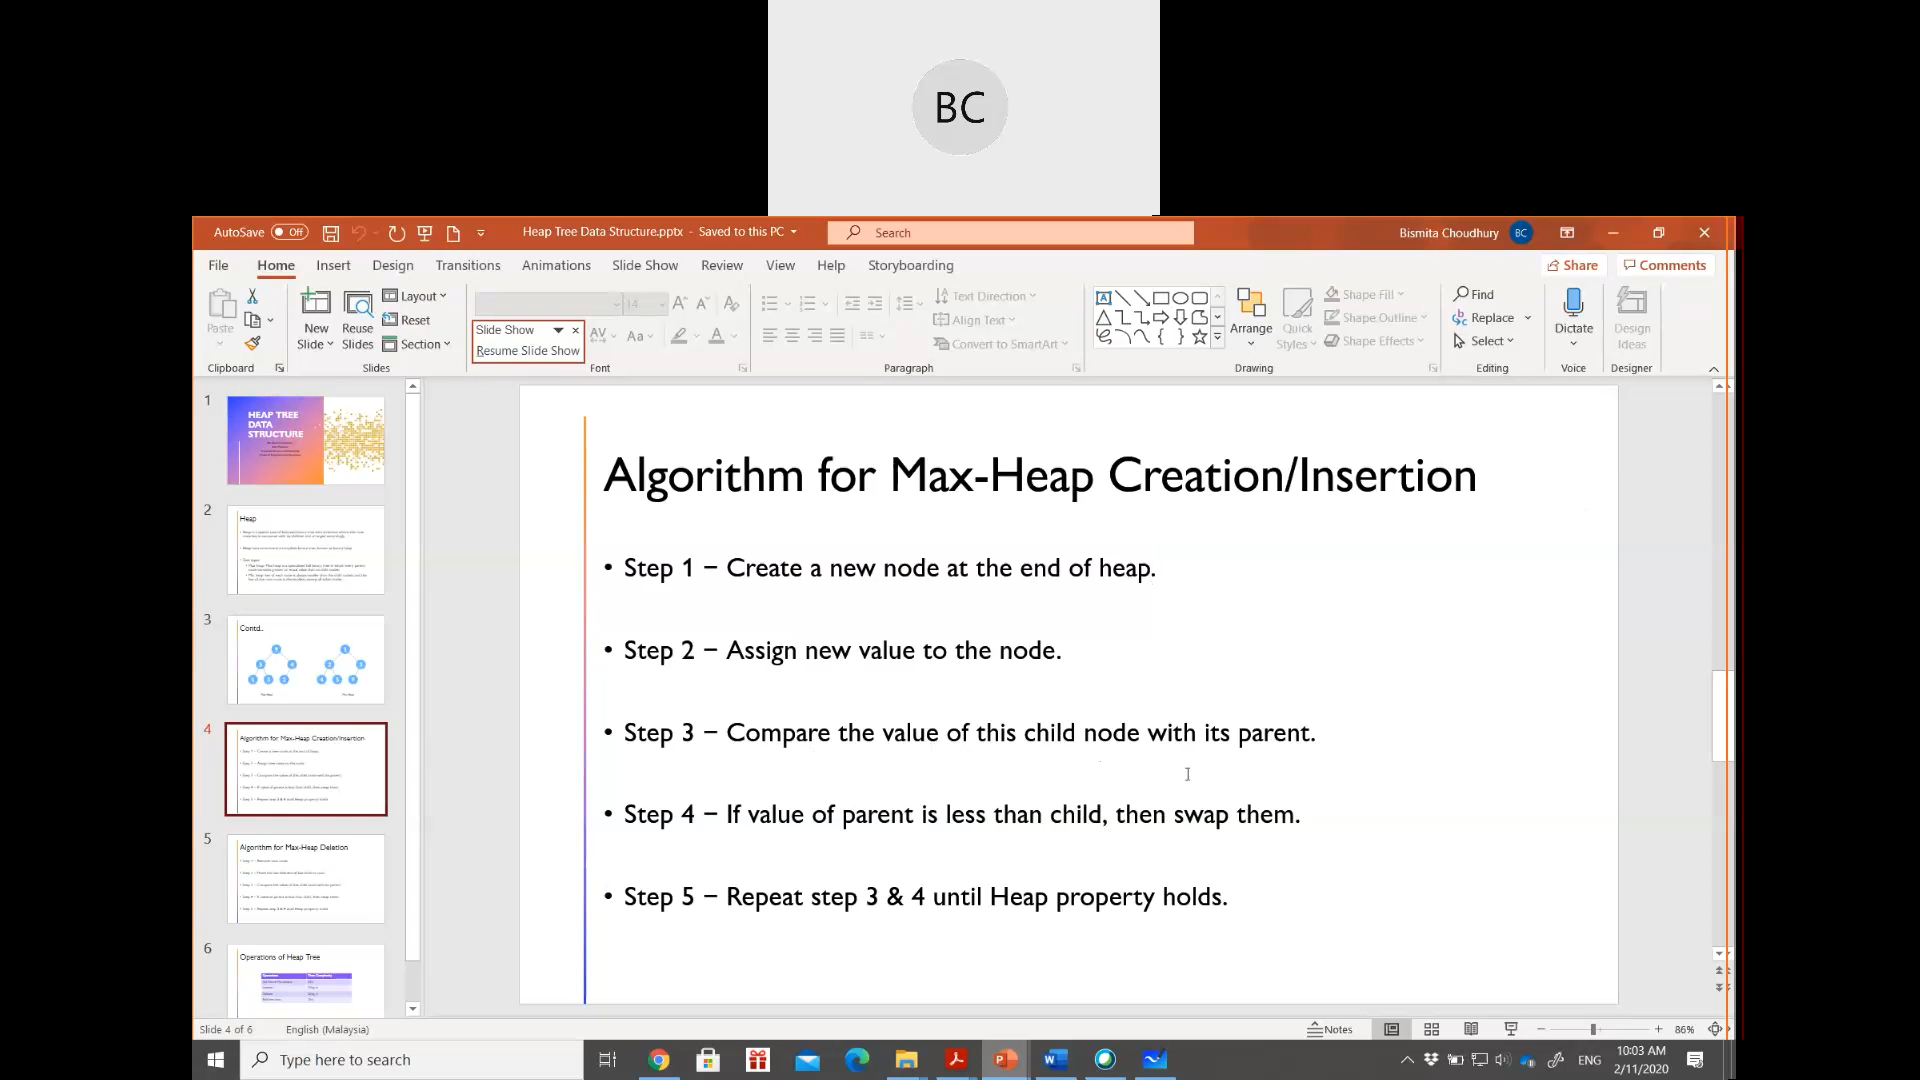 BC
AutoSave Off
Heap Tree Data Structure.pptx - Saved to this PC
Search
Bismita Choudhury BC
File Home Insert Design Transitions Animations Slide Show Review View Help Storyboarding
Share Comments
Paste
New Slide
Reuse Slides
Layout
Reset
Section
Slide Show
Resume Slide Show
14
Text Direction
Align Text
Convert to SmartArt
Arrange
Quick Styles
Shape Fill
Shape Outline
Shape Effects
Find
Replace
Select
Dictate
Design Ideas
Clipboard Slides Font Paragraph Drawing Editing Voice Designer
1
HEAP TREE
DATA
STRUCTURE
2
Heap
3
Contd..
4
Algorithm for Max-Heap Creation/Insertion
5
Algorithm for Max-Heap Deletion
6
Operations of Heap Tree
Algorithm for Max-Heap Creation/Insertion
• Step 1 − Create a new node at the end of heap.
• Step 2 − Assign new value to the node.
• Step 3 − Compare the value of this child node with its parent.
• Step 4 − If value of parent is less than child, then swap them.
• Step 5 − Repeat step 3 & 4 until Heap property holds.
Slide 4 of 6 English (Malaysia)
Notes
86%
Type here to search
ENG
10:03 AM
2/11/2020